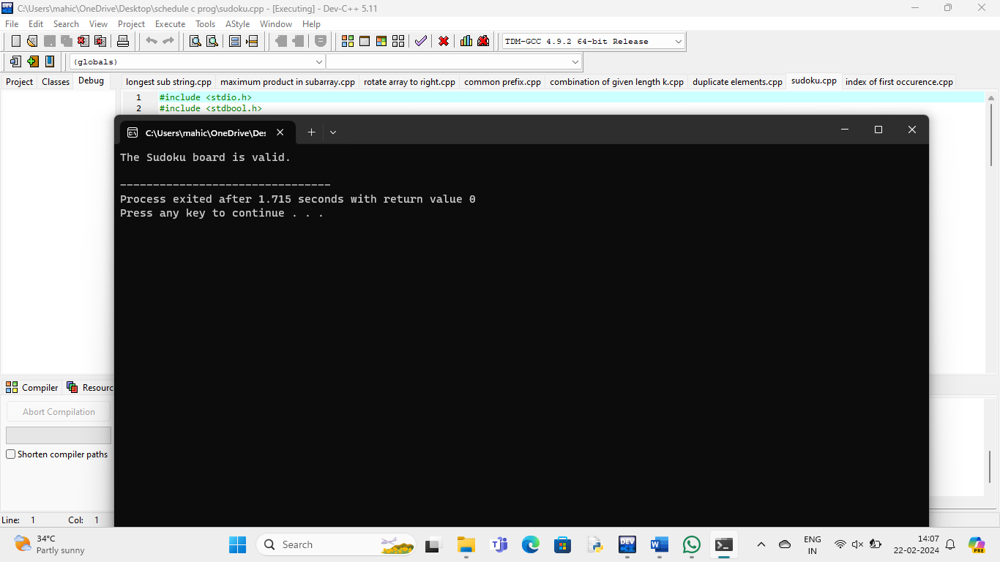 C:\Users\mahic\OneDrive\Desktop\schedule c prog\sudoku.cpp - [Executing] - Dev-C++ 5.11
File Edit Search View Project Execute Tools AStyle Window Help
TDM-GCC 4.9.2 64-bit Release
(globals)
Project Classes Debug
longest sub string.cpp maximum product in subarray.cpp rotate array to right.cpp common prefix.cpp combination of given length k.cpp duplicate elements.cpp sudoku.cpp index of first occurence.cpp
1 #include <stdio.h>
2 #include <stdbool.h>
C:\Users\mahic\OneDrive\Des
The Sudoku board is valid.
--------------------------------
Process exited after 1.715 seconds with return value 0
Press any key to continue . . .
Compiler Resourc
Abort Compilation
Shorten compiler paths
Line: 1 Col: 1
34°C
Partly sunny
Search
DEV
ENG
IN
14:07
22-02-2024
PRE